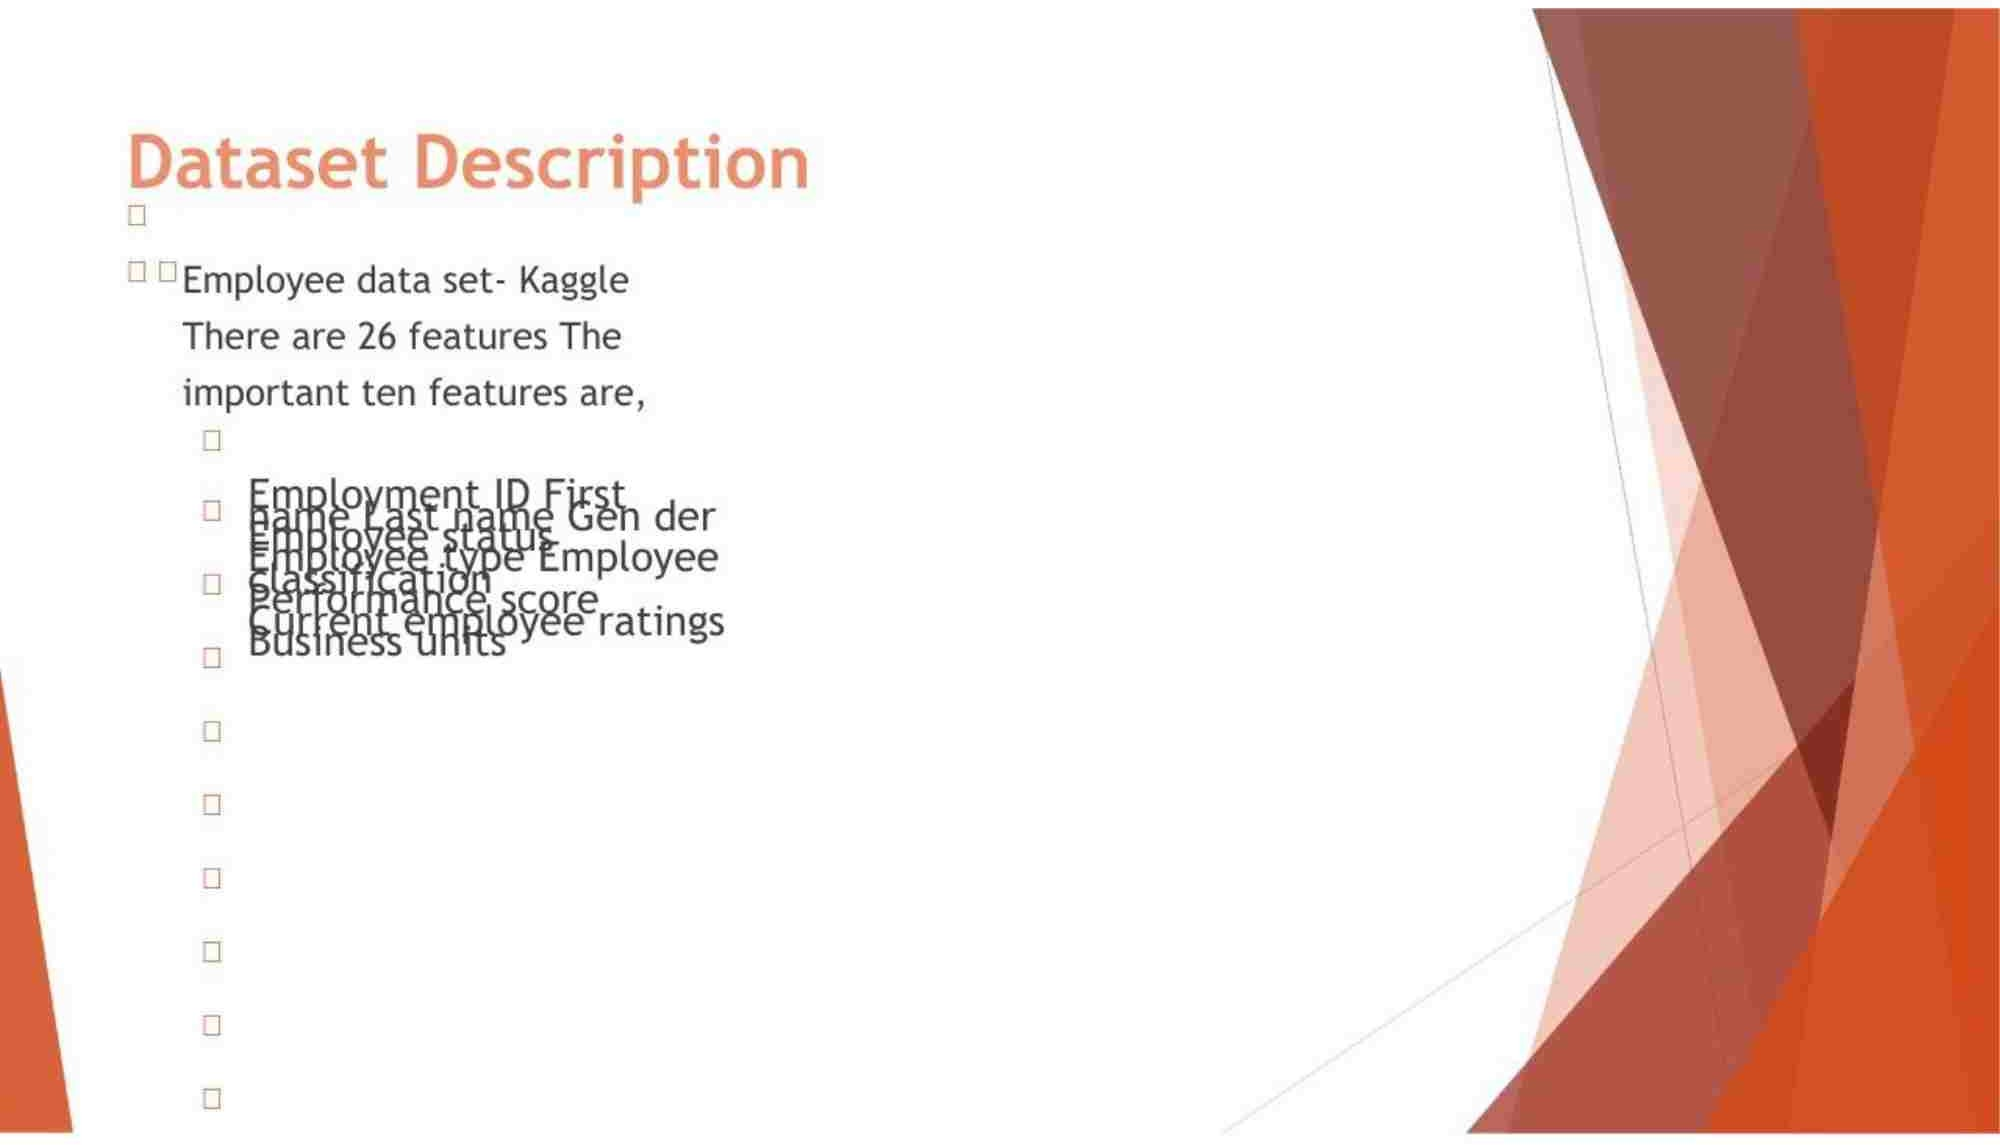 Dataset Description
Employee data set- Kaggle
There are 26 features The
important ten features are,
Employment ID First
name Last name Gen der
Employee status
Employee type Employee
classification
Performance score
Current employee ratings
Business units